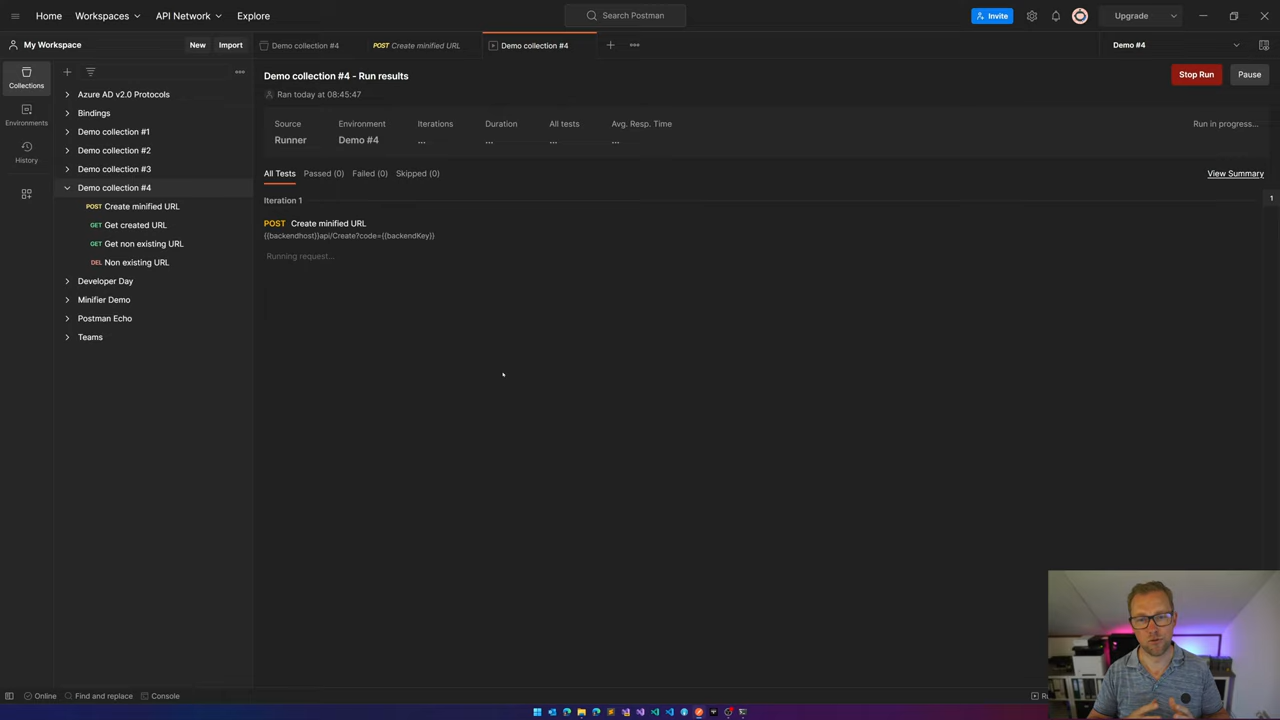 Home
Workspaces
API Network
Explore
Search Postman
Invite
Upgrade
My Workspace
New
Import
Demo collection #4
POST Create minified URL
Demo collection #4
Demo #4
Collections
Environments
History
Azure AD v2.0 Protocols
Bindings
Demo collection #1
Demo collection #2
Demo collection #3
Demo collection #4
POST Create minified URL
GET Get created URL
GET Get non existing URL
DEL Non existing URL
Developer Day
Minifier Demo
Postman Echo
Teams
Demo collection #4 - Run results
Stop Run
Pause
Ran today at 08:45:47
Source
Environment
Iterations
Duration
All tests
Avg. Resp. Time
Run in progress...
Runner
Demo #4
...
...
...
...
All Tests
Passed (0)
Failed (0)
Skipped (0)
View Summary
Iteration 1
1
POST Create minified URL
{{backendhost}}api/Create?code={{backendKey}}
Running request...
Online
Find and replace
Console